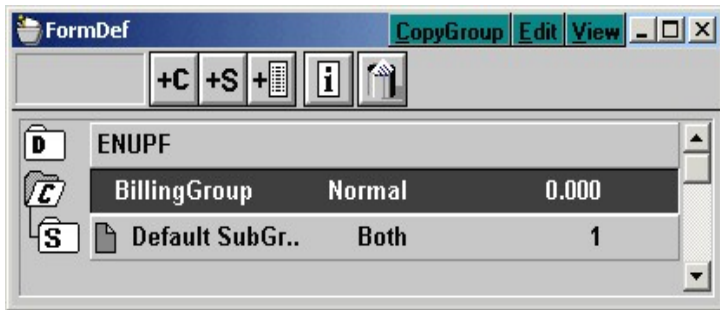 FormDef CopyGroup Edit View
+C +S + i
D ENUPF
C BillingGroup Normal 0.000
S Default SubGr.. Both 1